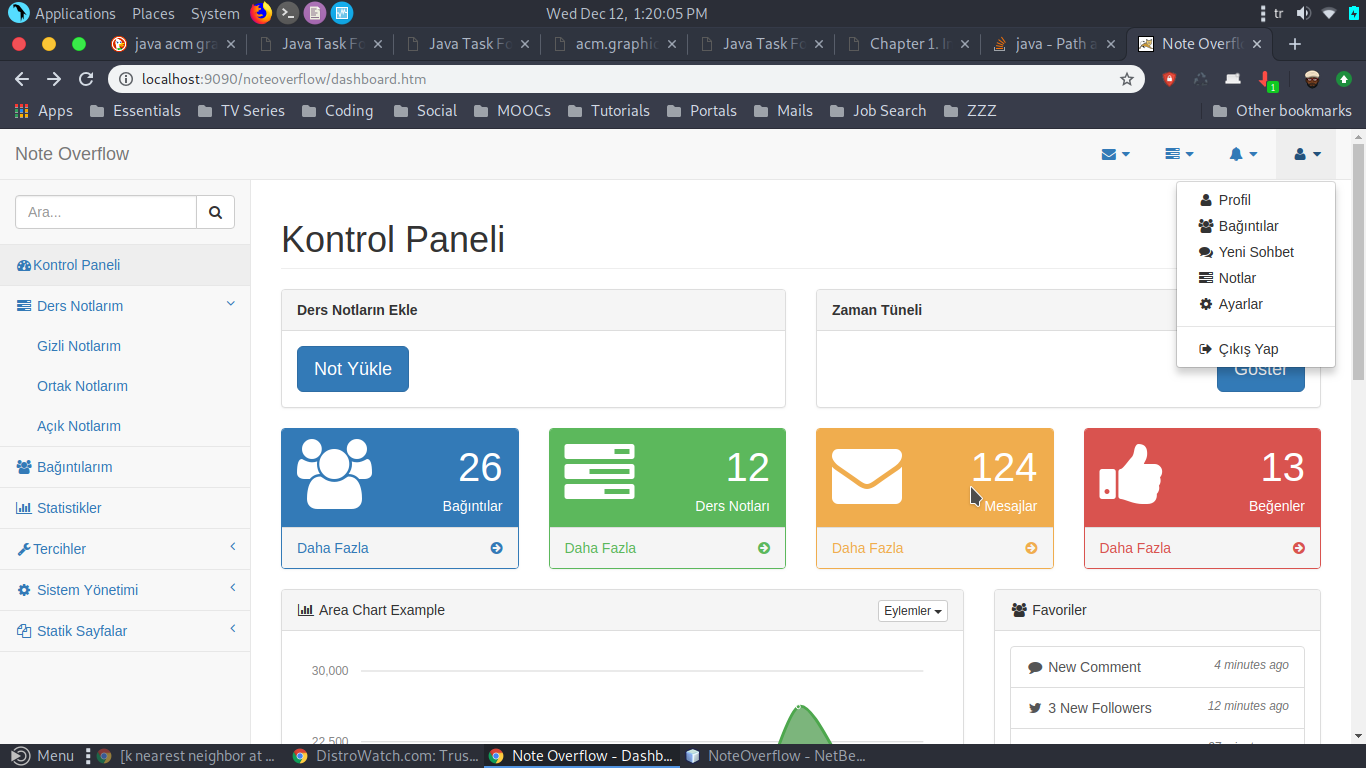 Applications Places System Wed Dec 12, 1:20:05 PM tr
java acm gra Java Task Fo Java Task Fo acm.graphic Java Task Fo Chapter 1. In java - Path a Note Overfl
localhost:9090/noteoverflow/dashboard.htm 1
Apps Essentials TV Series Coding Social MOOCs Tutorials Portals Mails Job Search ZZZ Other bookmarks
Note Overflow
Profil
Bağıntılar
Yeni Sohbet
Notlar
Ayarlar
Çıkış Yap
Ara...
Kontrol Paneli
Ders Notlarım
Gizli Notlarım
Ortak Notlarım
Açık Notlarım
Bağıntılarım
Statistikler
Tercihler
Sistem Yönetimi
Statik Sayfalar
Kontrol Paneli
Ders Notların Ekle
Not Yükle
Zaman Tüneli
Göster
26
Bağıntılar
Daha Fazla
12
Ders Notları
Daha Fazla
124
Mesajlar
Daha Fazla
13
Beğenler
Daha Fazla
Area Chart Example Eylemler
30,000
22,500
Favoriler
New Comment 4 minutes ago
3 New Followers 12 minutes ago
Menu [k nearest neighbor at ... DistroWatch.com: Trus... Note Overflow - Dashb... NoteOverflow - NetBe...